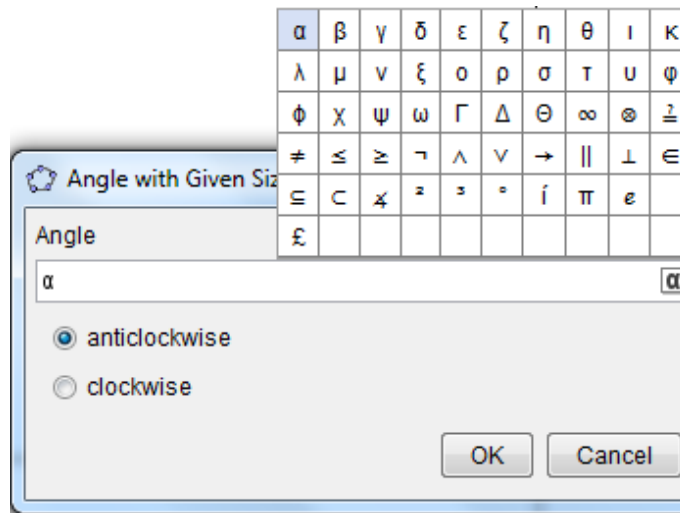 α β γ δ ε ζ η θ ι κ
λ μ ν ξ ο ρ σ τ υ φ
ϕ χ ψ ω Γ Δ Θ ∞ ⊗ ≟
≠ ≤ ≥ ¬ ∧ ∨ → ∥ ⊥ ∈
⊆ ⊂ ∡ ² ³ ° í π ℯ
£
Angle with Given Siz
Angle
α
α
anticlockwise
clockwise
OK Cancel